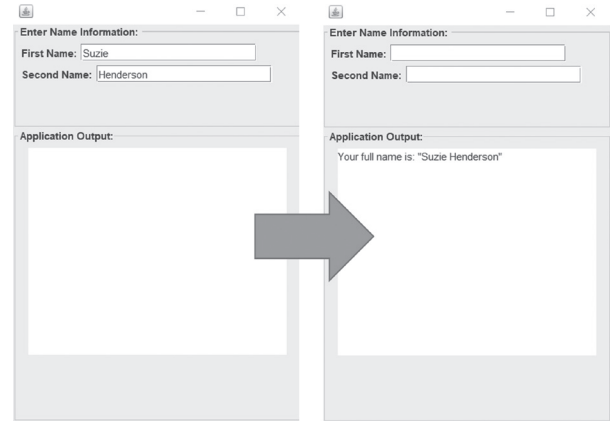 Enter Name Information:
First Name: Suzie
Second Name: Henderson
Application Output:
Enter Name Information:
First Name:
Second Name:
Application Output:
Your full name is: "Suzie Henderson"